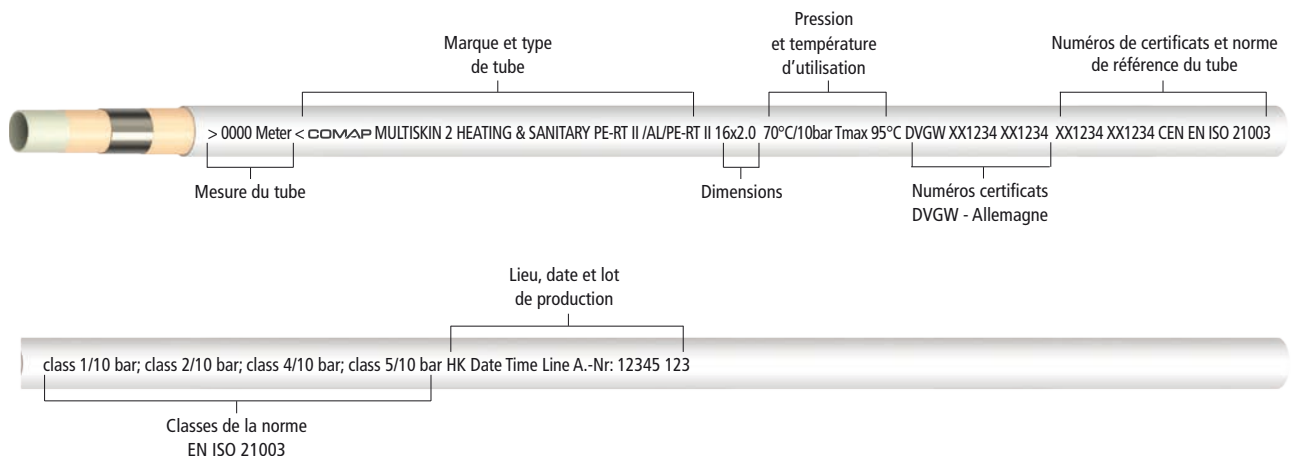 Marque et type
de tube
Pression
et température
d'utilisation
Numéros de certificats et norme
de référence du tube
> 0000 Meter < COMAP MULTISKIN 2 HEATING & SANITARY PE-RT II /AL/PE-RT II 16x2.0 70°C/10bar Tmax 95°C DVGW XX1234 XX1234 XX1234 XX1234 CEN EN ISO 21003
Mesure du tube
Dimensions
Numéros certificats
DVGW - Allemagne
Lieu, date et lot
de production
class 1/10 bar; class 2/10 bar; class 4/10 bar; class 5/10 bar HK Date Time Line A.-Nr: 12345 123
Classes de la norme
EN ISO 21003